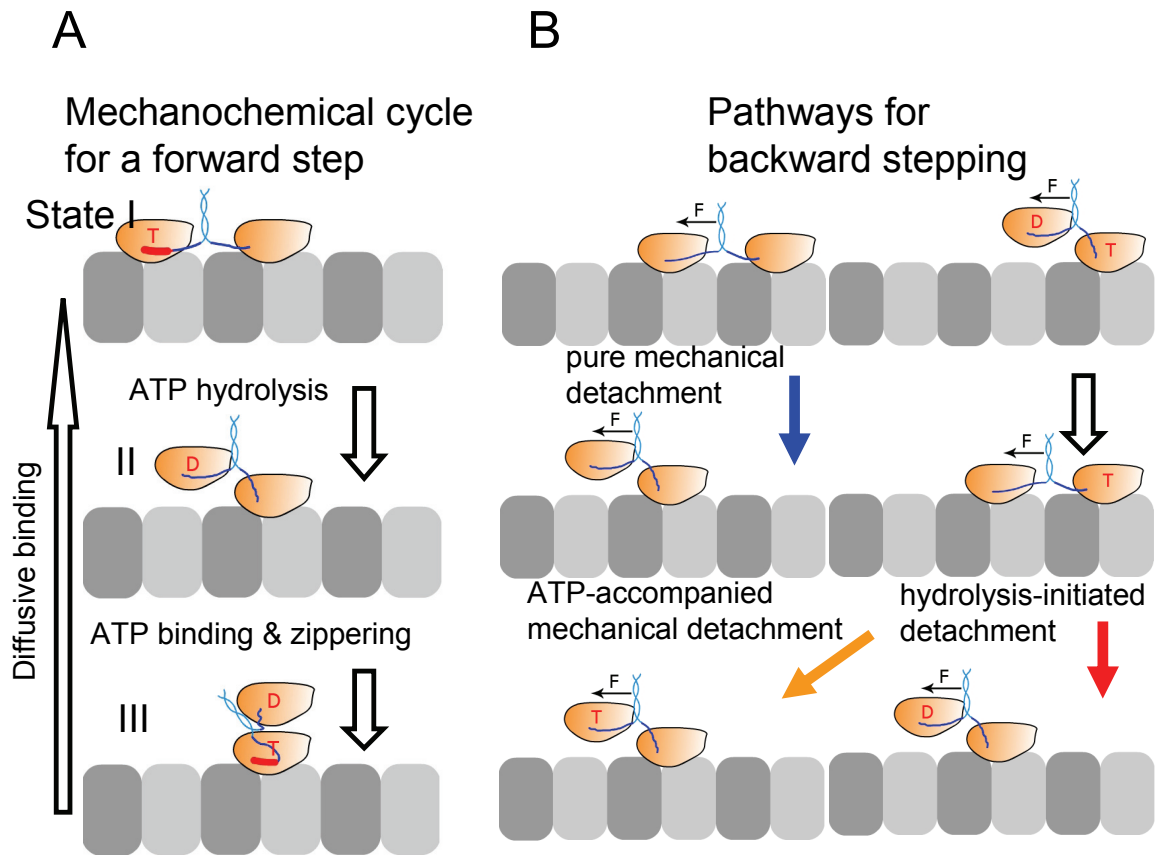 A
Mechanochemical cycle
for a forward step
State I
T
ATP hydrolysis
II
D
Diffusive binding
ATP binding & zippering
III
D
T
B
Pathways for
backward stepping
F
F
D
T
pure mechanical
detachment
F
F
T
ATP-accompanied
mechanical detachment
hydrolysis-initiated
detachment
F
T
F
D